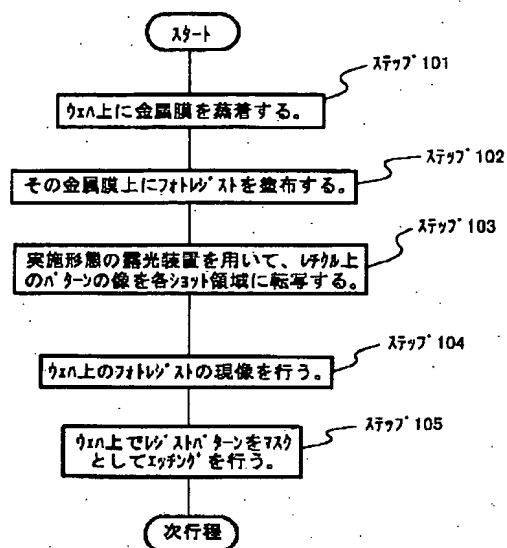 スタート
ステップ101
ウェハ上に金属膜を蒸着する。
ステップ102
その金属膜上にフォトレジストを塗布する。
ステップ103
実施形態の露光装置を用いて、レチクル上
のパターンの像を各ショット領域に転写する。
ステップ104
ウェハ上のフォトレジストの現像を行う。
ステップ105
ウェハ上でレジストパターンをマスク
としてエッチングを行う。
次行程